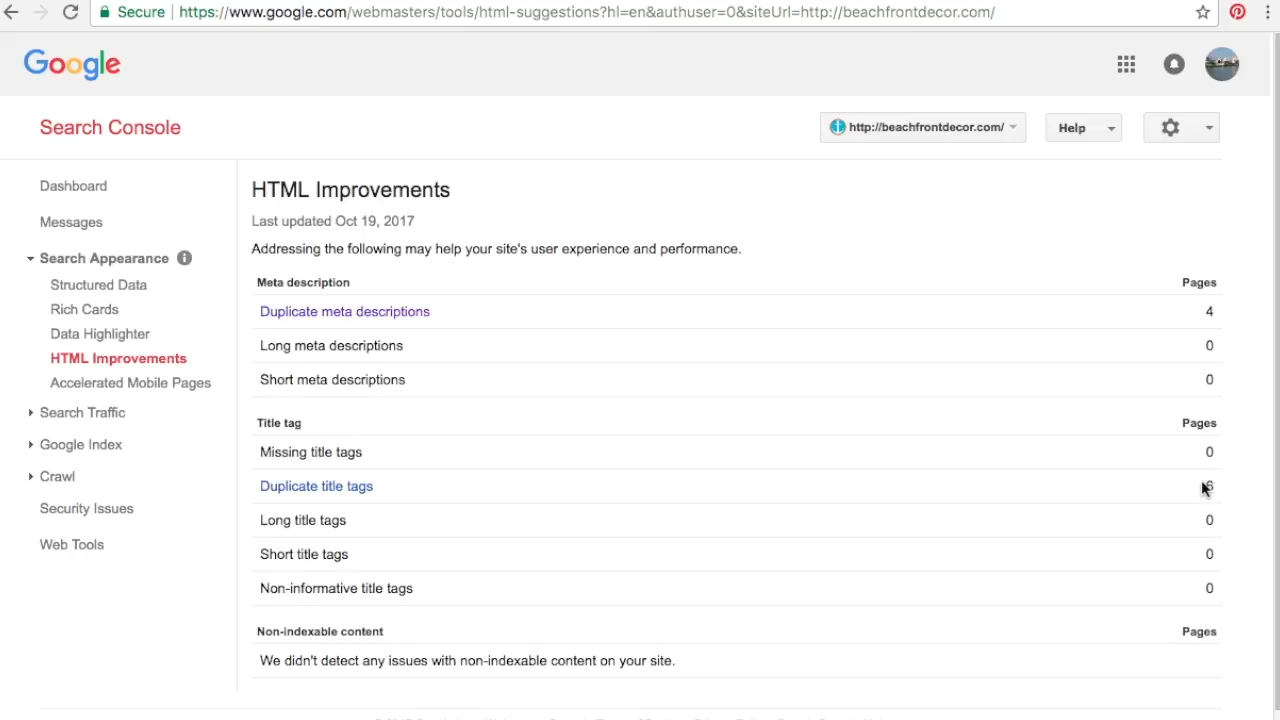 Secure https://www.google.com/webmasters/tools/html-suggestions?hl=en&authuser=0&siteUrl=http://beachfrontdecor.com/
Google
Search Console
http://beachfrontdecor.com/
Help
Dashboard
Messages
Search Appearance
Structured Data
Rich Cards
Data Highlighter
HTML Improvements
Accelerated Mobile Pages
Search Traffic
Google Index
Crawl
Security Issues
Web Tools
HTML Improvements
Last updated Oct 19, 2017
Addressing the following may help your site's user experience and performance.
Meta description Pages
Duplicate meta descriptions 4
Long meta descriptions 0
Short meta descriptions 0
Title tag Pages
Missing title tags 0
Duplicate title tags 6
Long title tags 0
Short title tags 0
Non-informative title tags 0
Non-indexable content Pages
We didn't detect any issues with non-indexable content on your site.